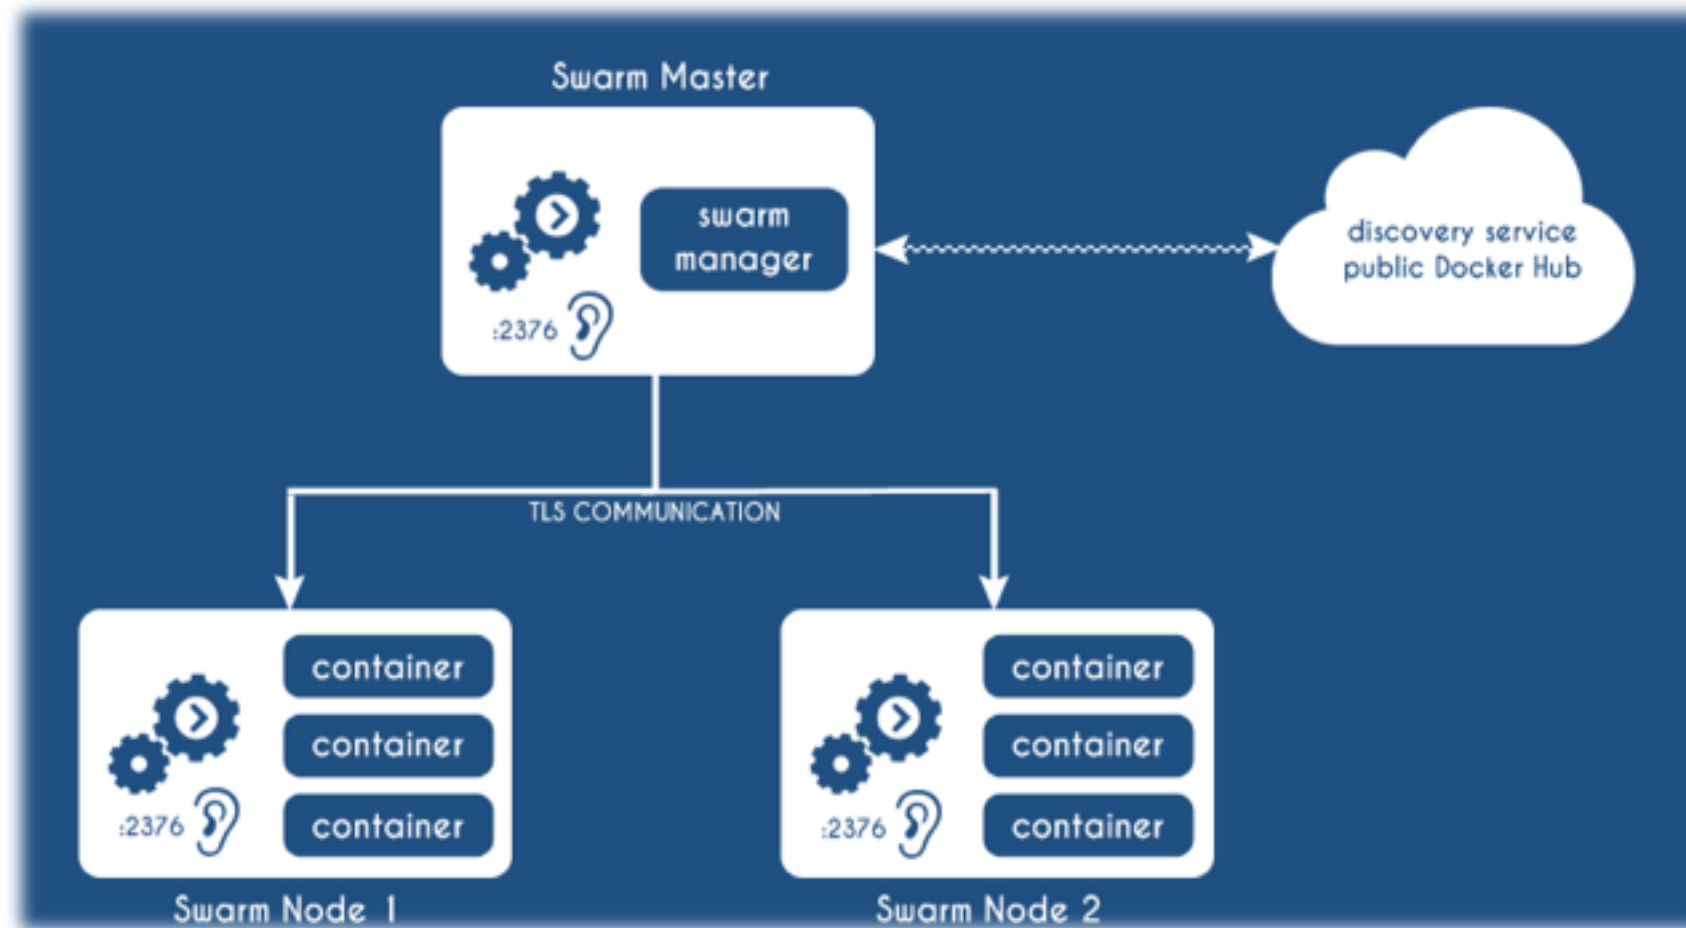 Swarm Master
swarm
manager
:2376
discovery service
public Docker Hub
TLS COMMUNICATION
container
container
container
:2376
Swarm Node 1
container
container
container
:2376
Swarm Node 2